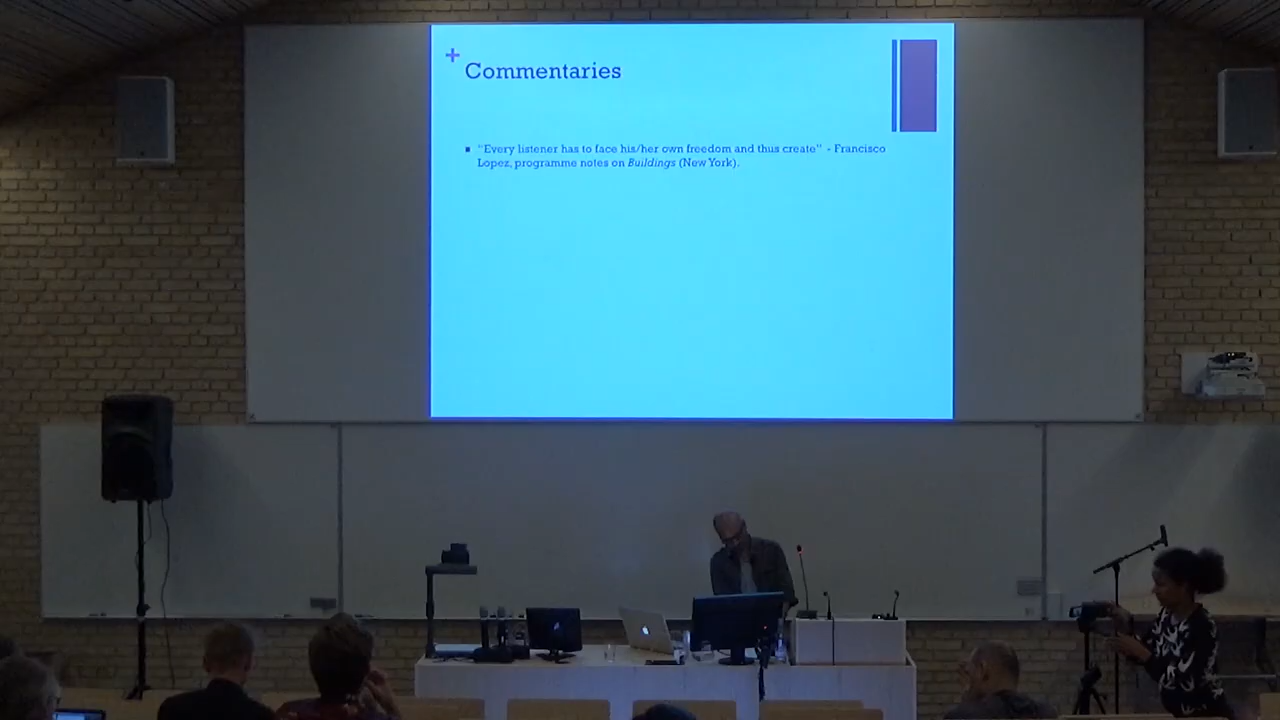 +
Commentaries
"Every listener has to face his/her own freedom and thus create" - Francisco
Lopez, programme notes on Buildings (New York).